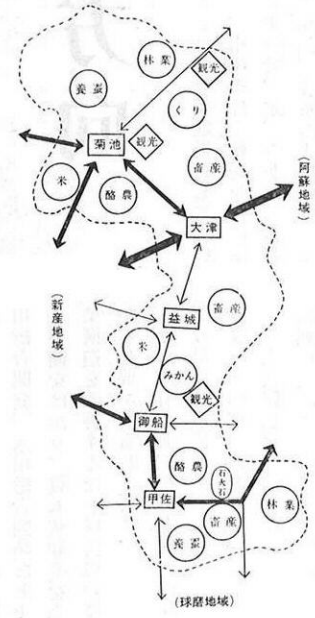 林業
観光
養蚕
くり
菊池
観光
畜産
米
酪農
(阿蘇地域)
大津
(新産地域)
益城
畜産
米
みかん
観光
御船
酪農
石火石
甲佐
畜産
林業
養蚕
(球磨地域)